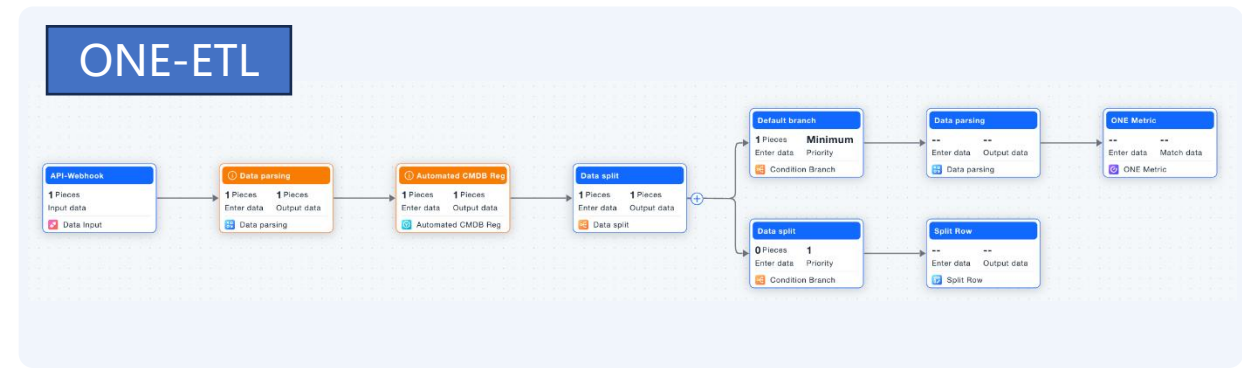 ONE-ETL
API-Webhook
1 Pieces
Input data
Data Input
Data parsing
1 Pieces 1 Pieces
Enter data Output data
Data parsing
Automated CMDB Reg
1 Pieces 1 Pieces
Enter data Output data
Automated CMDB Reg
Data split
1 Pieces 1 Pieces
Enter data Output data
Data split
Default branch
1 Pieces Minimum
Enter data Priority
Condition Branch
Data parsing
-- --
Enter data Output data
Data parsing
ONE Metric
-- --
Enter data Match data
ONE Metric
Data split
0 Pieces 1
Enter data Priority
Condition Branch
Split Row
-- --
Enter data Output data
Split Row